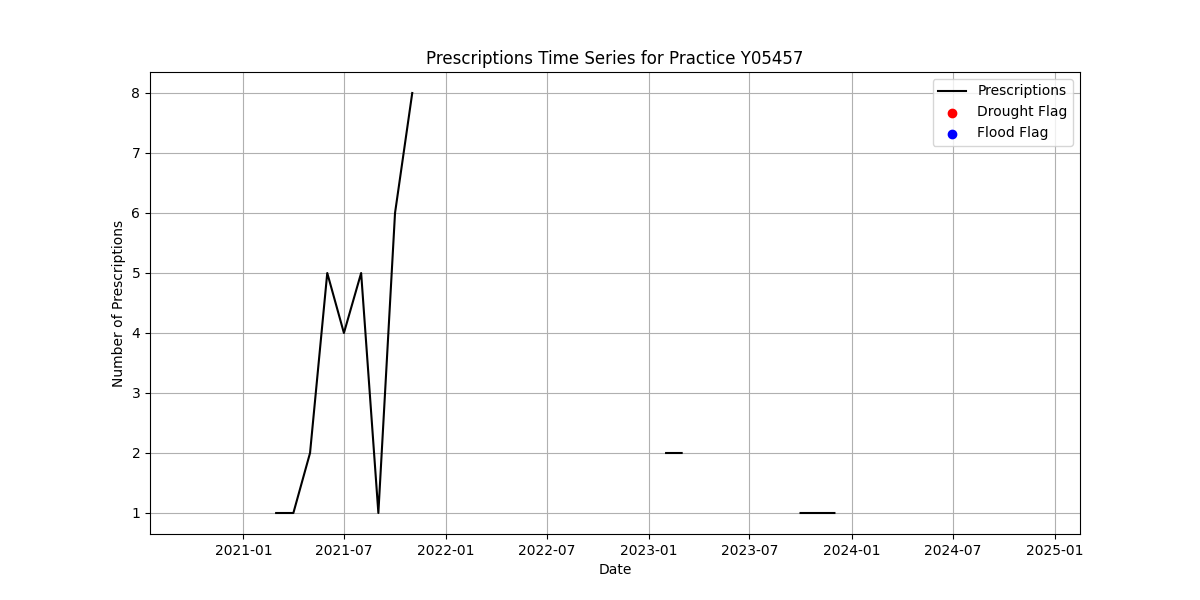 Prescriptions Time Series for Practice Y05457
Prescriptions
Drought Flag
Flood Flag
Number of Prescriptions
8
7
6
5
4
3
2
1
2021-01
2021-07
2022-01
2022-07
2023-01
2023-07
2024-01
2024-07
2025-01
Date